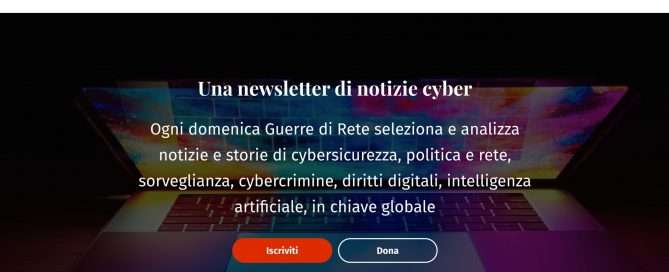 Una newsletter di notizie cyber
Ogni domenica Guerre di Rete seleziona e analizza
notizie e storie di cybersicurezza, politica e rete,
sorveglianza, cybercrimine, diritti digitali, intelligenza
artificiale, in chiave globale
Iscriviti
Dona